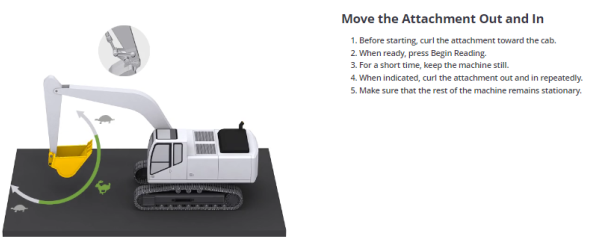 Move the Attachment Out and In
1. Before starting, curl the attachment toward the cab.
2. When ready, press Begin Reading.
3. For a short time, keep the machine still.
4. When indicated, curl the attachment out and in repeatedly.
5. Make sure that the rest of the machine remains stationary.